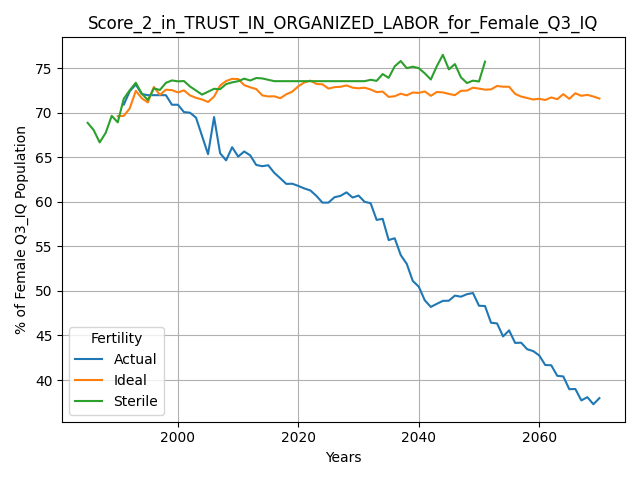 Score_2_in_TRUST_IN_ORGANIZED_LABOR_for_Female_Q3_IQ
% of Female Q3_IQ Population
75
70
65
60
55
50
45
40
Fertility
Actual
Ideal
Sterile
2000
2020
2040
2060
Years